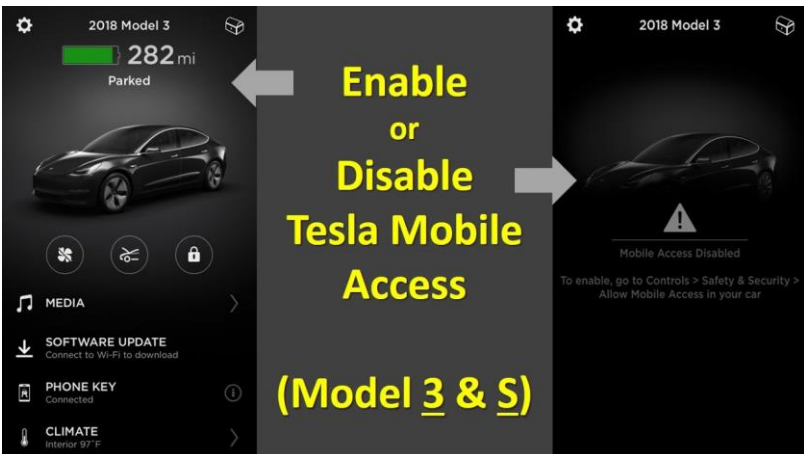 2018 Model 3
282 mi
Parked
MEDIA
SOFTWARE UPDATE
Connect to Wi-Fi to download
PHONE KEY
Connected
CLIMATE
Interior 97°F
Enable
or
Disable
Tesla Mobile
Access
(Model 3 & S)
2018 Model 3
Mobile Access Disabled
To enable, go to Controls > Safety & Security >
Allow Mobile Access in your car